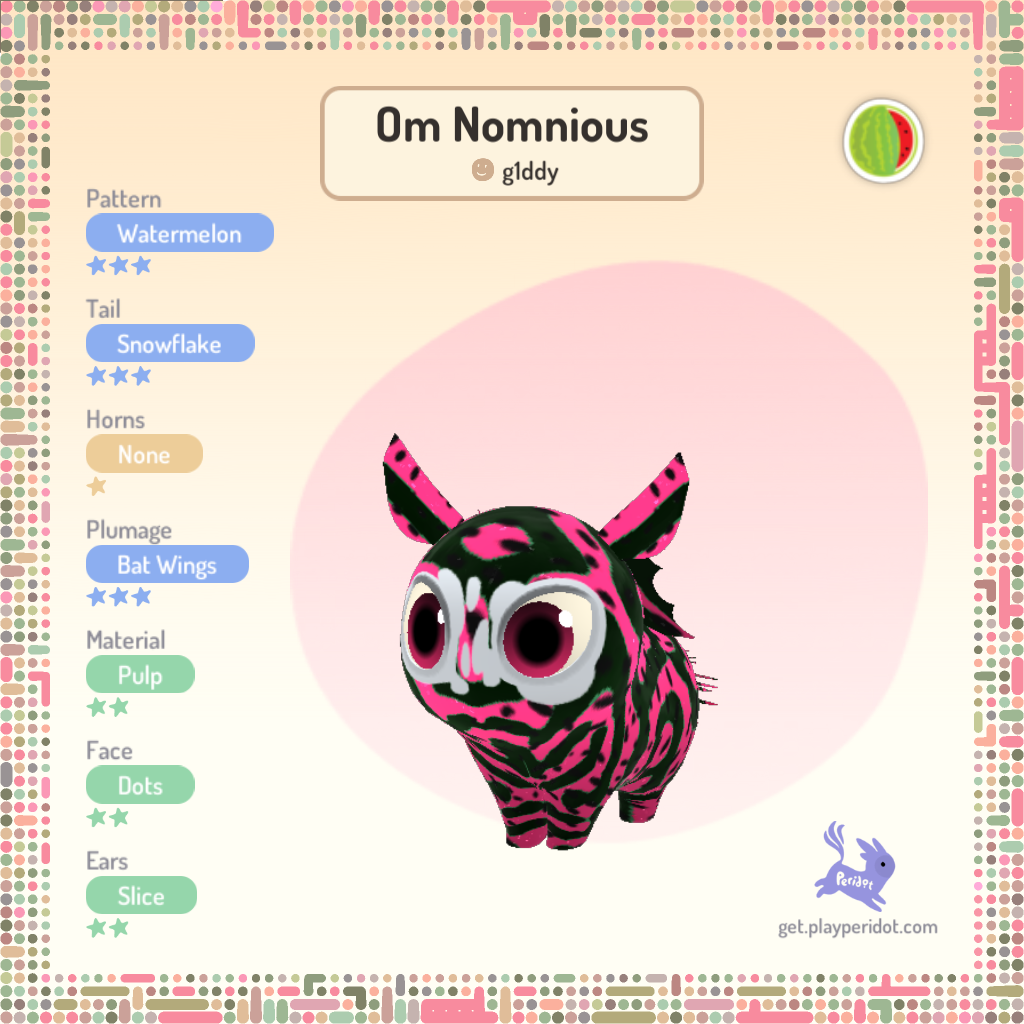 Om Nomnious
g1ddy
Pattern
Watermelon
Tail
Snowflake
Horns
None
Plumage
Bat Wings
Material
Pulp
Face
Dots
Ears
Slice
Peridot
get.playperidot.com